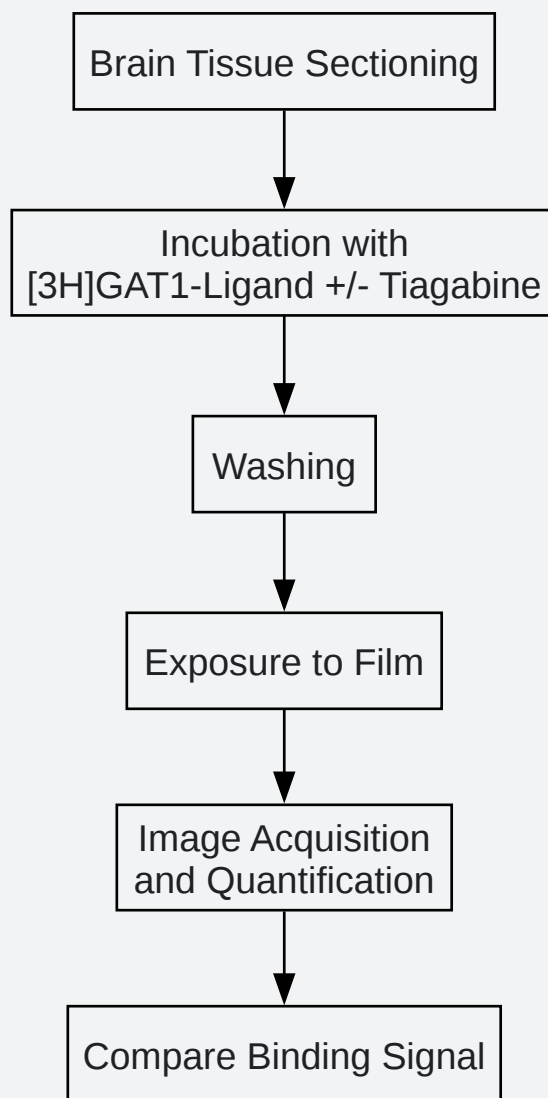 Brain Tissue Sectioning
Incubation with
[3H]GAT1-Ligand +/- Tiagabine
Washing
Exposure to Film
Image Acquisition
and Quantification
Compare Binding Signal